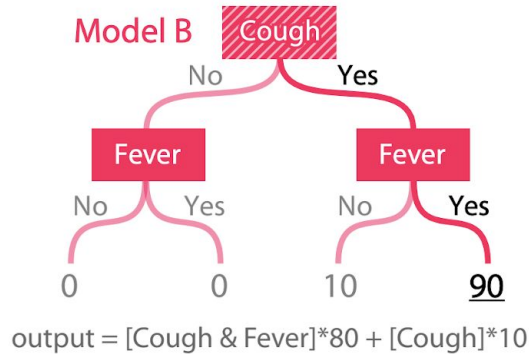 Model B
Cough
No Yes
Fever Fever
No Yes No Yes
0 0 10 90
output = [Cough & Fever]*80 + [Cough]*10